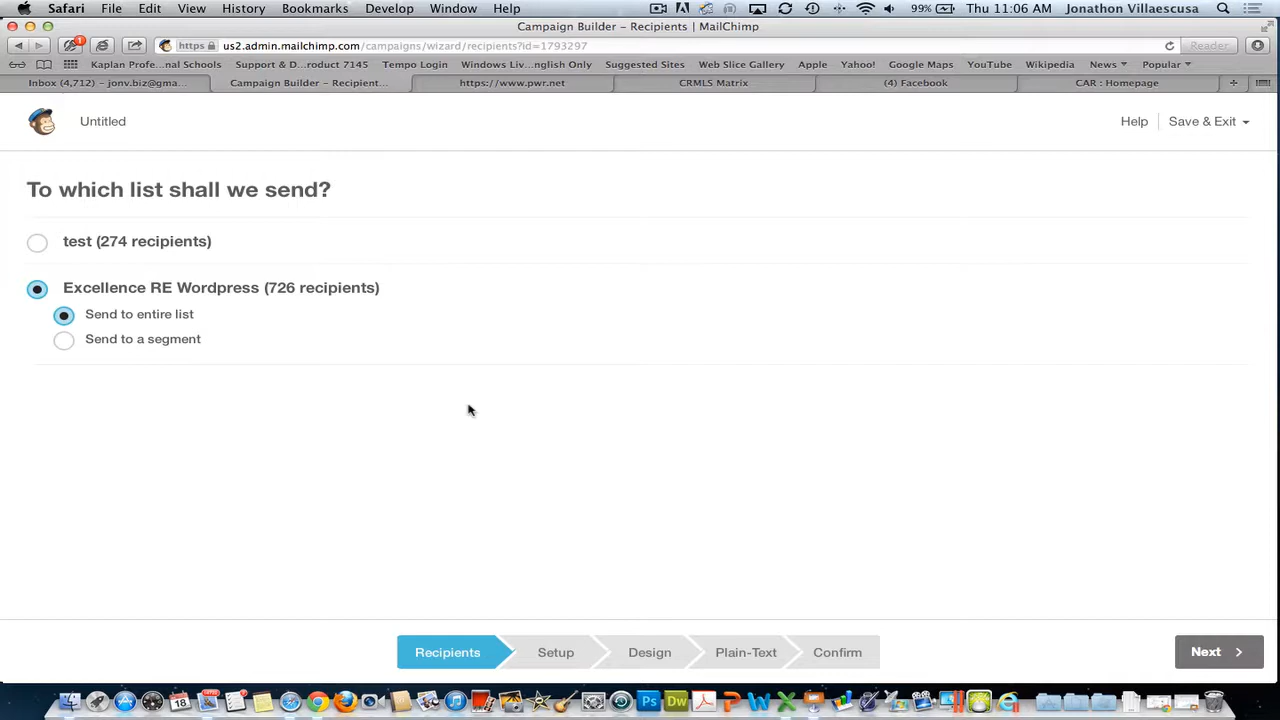 Safari File Edit View History Bookmarks Develop Window Help 99% Thu 11:06 AM Jonathon Villaescusa
Campaign Builder – Recipients | MailChimp
1 https us2.admin.mailchimp.com/campaigns/wizard/recipients?id=1793297 Reader
Kaplan Profe...nal Schools Support & D...roduct 7145 Tempo Login Windows Liv...nglish Only Suggested Sites Web Slice Gallery Apple Yahoo! Google Maps YouTube Wikipedia News Popular
Inbox (4,712) – jonv.biz@gma... Campaign Builder – Recipient... https://www.pwr.net CRMLS Matrix (4) Facebook CAR : Homepage
Untitled Help Save & Exit
To which list shall we send?
test (274 recipients)
Excellence RE Wordpress (726 recipients)
Send to entire list
Send to a segment
Recipients Setup Design Plain-Text Confirm Next
18 Ps Dw